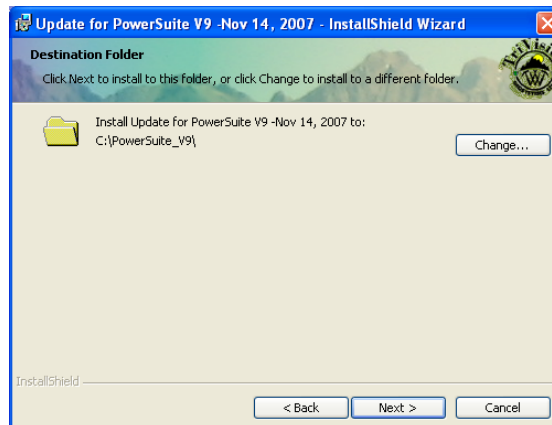 Update for PowerSuite V9 -Nov 14, 2007 - InstallShield Wizard
Destination Folder
Click Next to install to this folder, or click Change to install to a different folder.
Install Update for PowerSuite V9 -Nov 14, 2007 to:
C:\PowerSuite_V9\
Change...
InstallShield
< Back
Next >
Cancel